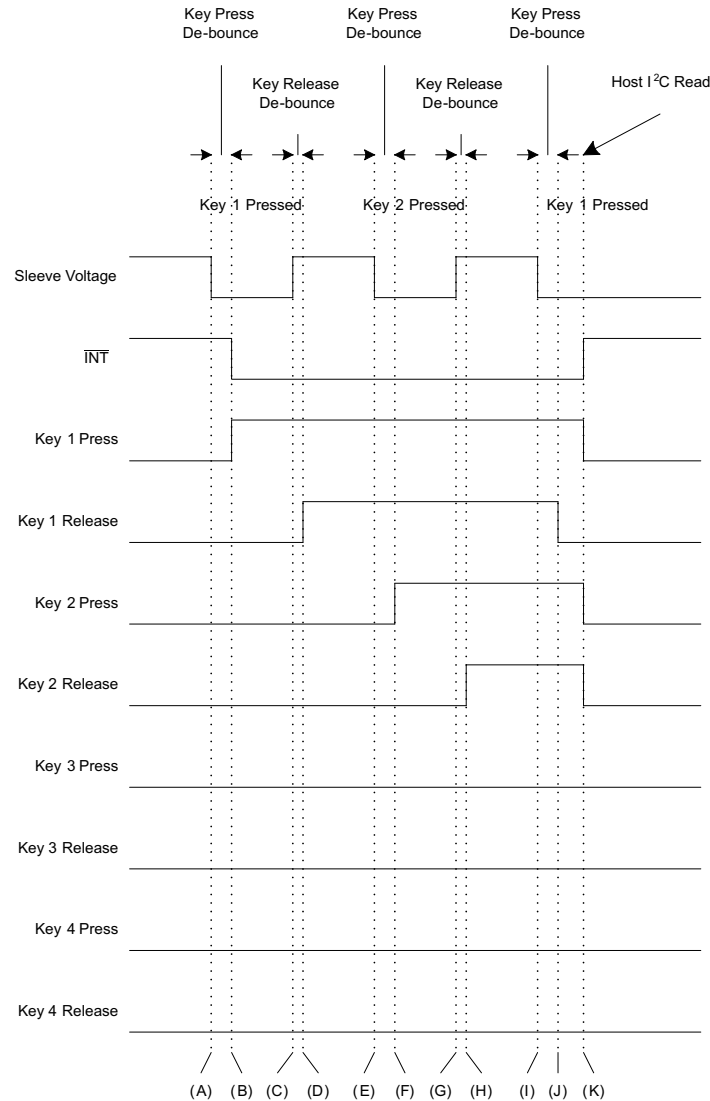 Key Press
De-bounce
Key Press
De-bounce
Key Press
De-bounce
Key Release
De-bounce
Key Release
De-bounce
Host I²C Read
Key 1 Pressed
Key 2 Pressed
Key 1 Pressed
Sleeve Voltage
INT
Key 1 Press
Key 1 Release
Key 2 Press
Key 2 Release
Key 3 Press
Key 3 Release
Key 4 Press
Key 4 Release
(A) (B) (C) (D) (E) (F) (G) (H) (I) (J) (K)